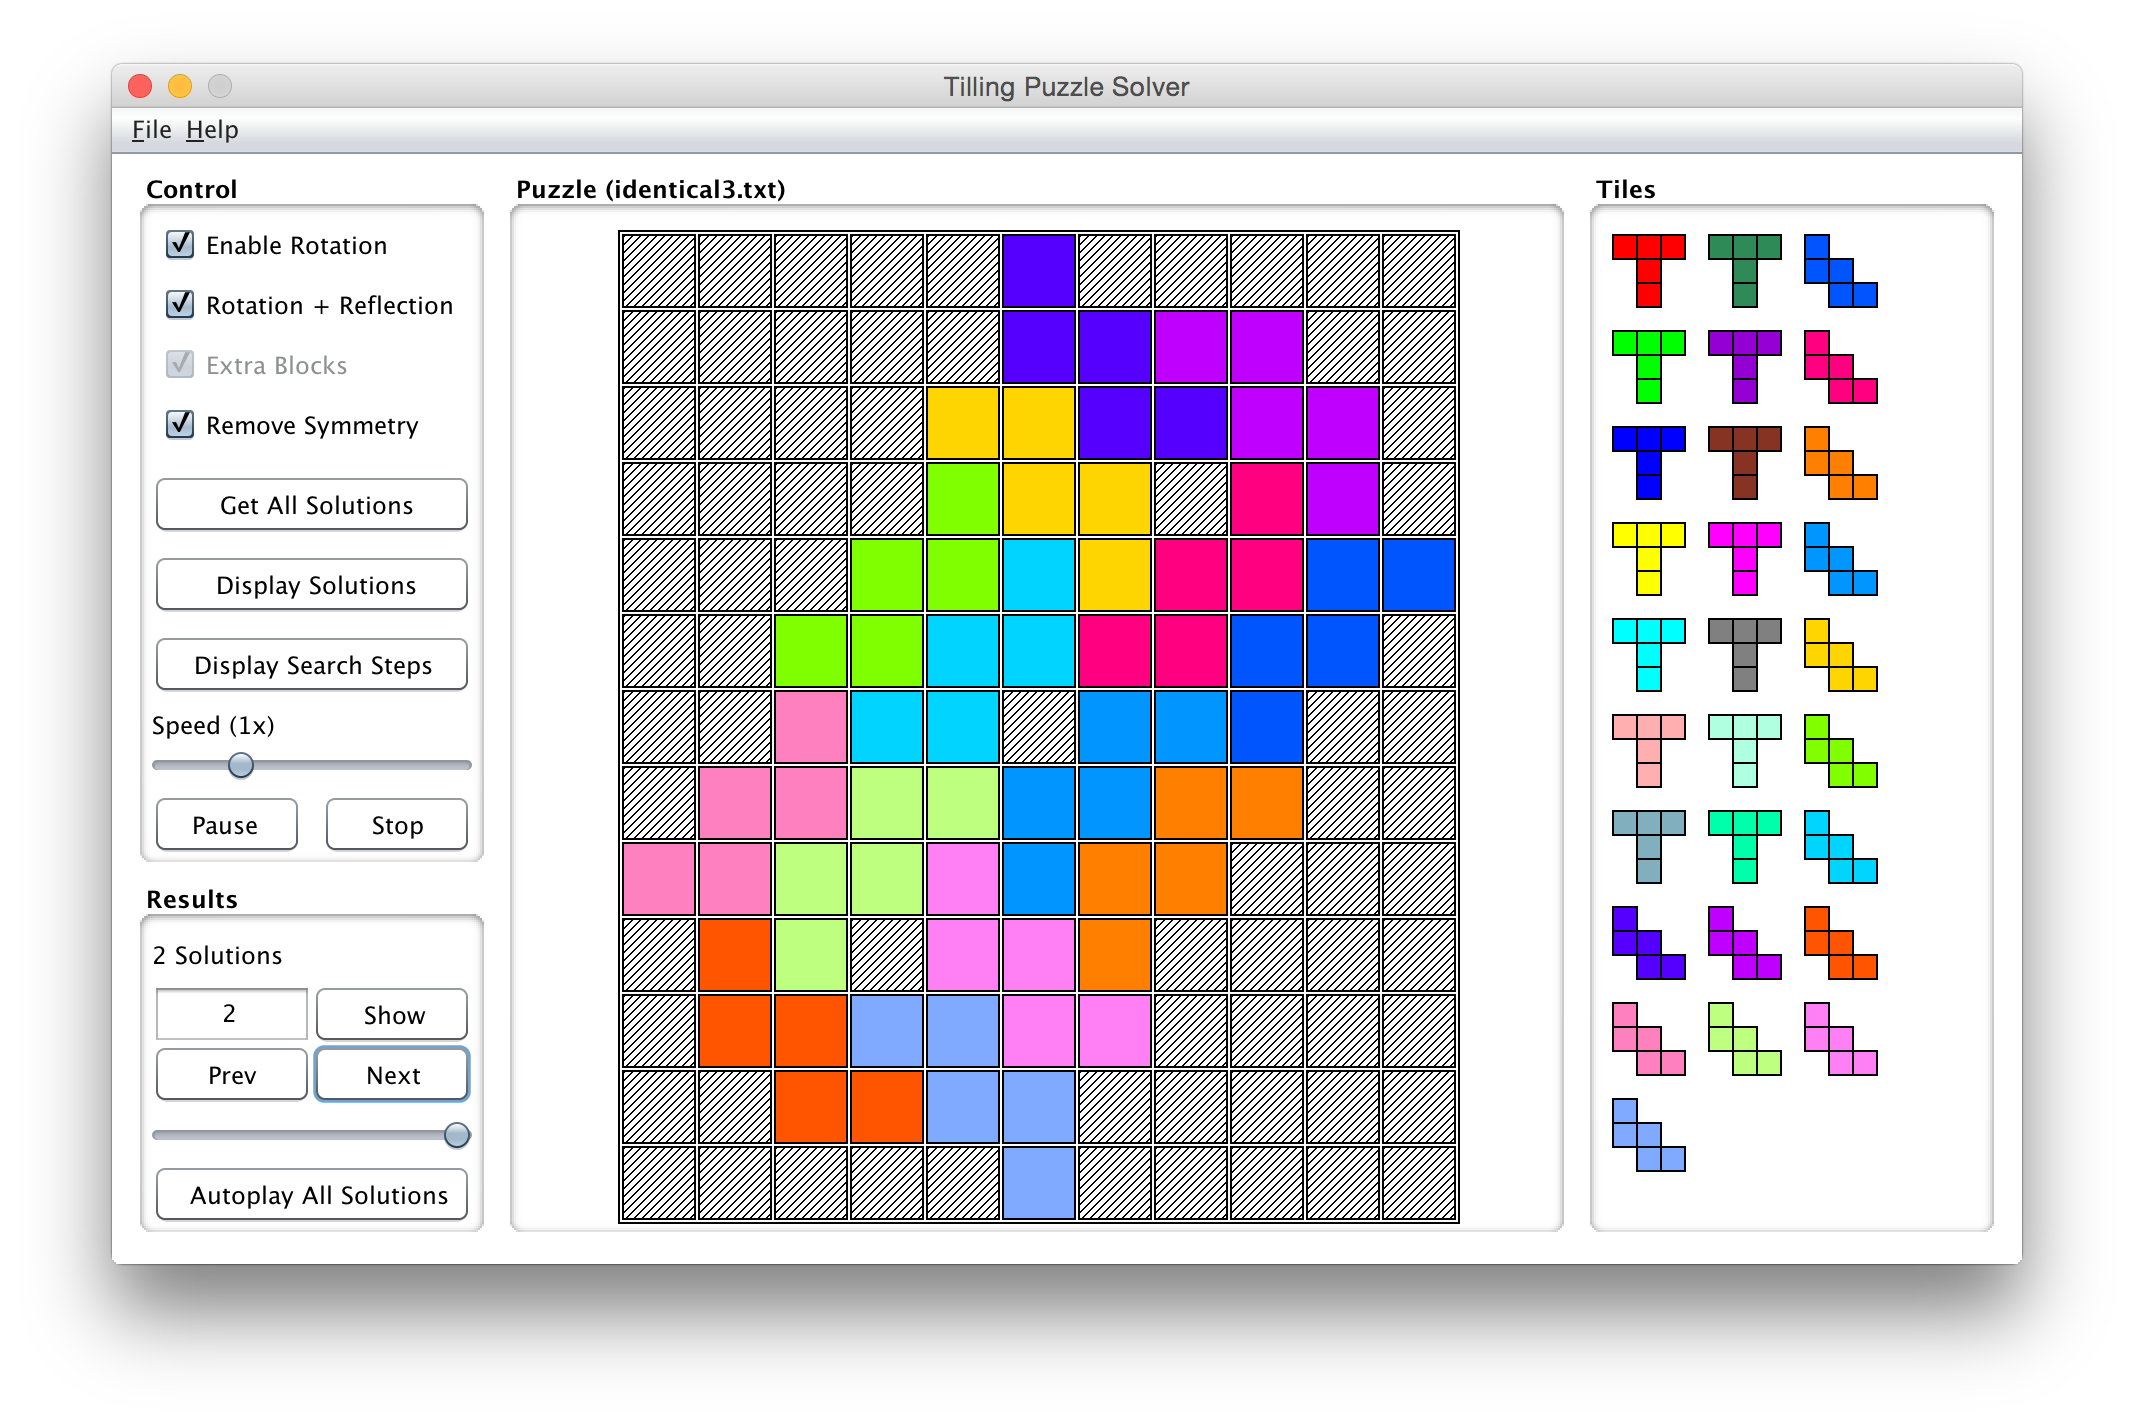 Tilling Puzzle Solver
File Help
Control
Enable Rotation
Rotation + Reflection
Extra Blocks
Remove Symmetry
Get All Solutions
Display Solutions
Display Search Steps
Speed (1x)
Pause Stop
Results
2 Solutions
2 Show
Prev Next
Autoplay All Solutions
Puzzle (identical3.txt)
Tiles